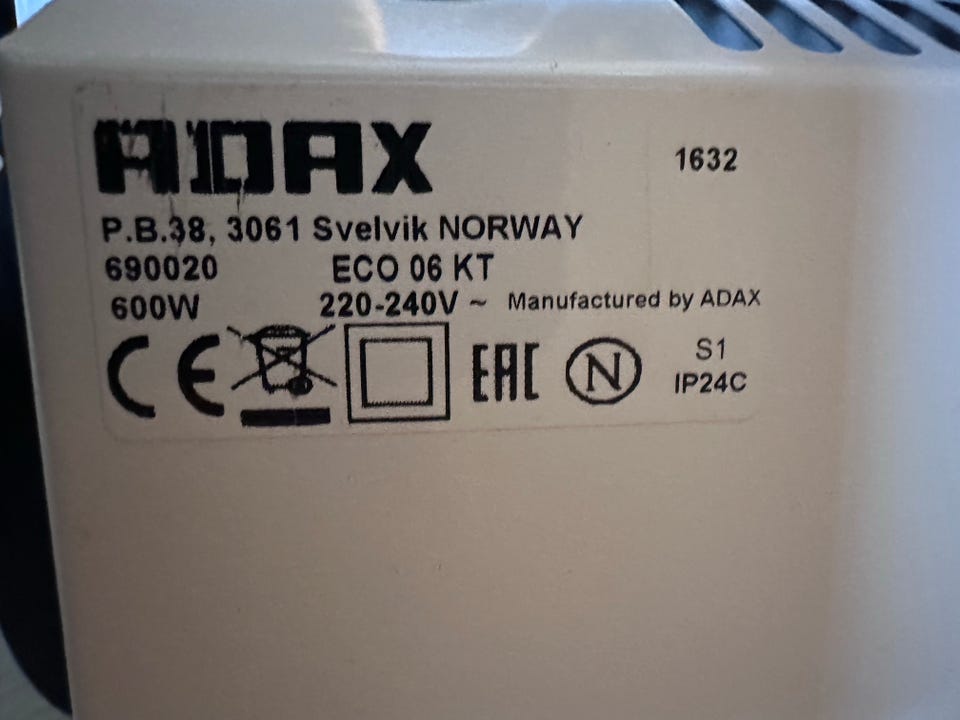 ADAX
1632
P.B.38, 3061 Svelvik NORWAY
690020 ECO 06 KT
600W 220-240V ~ Manufactured by ADAX
CE EAC N S1
IP24C